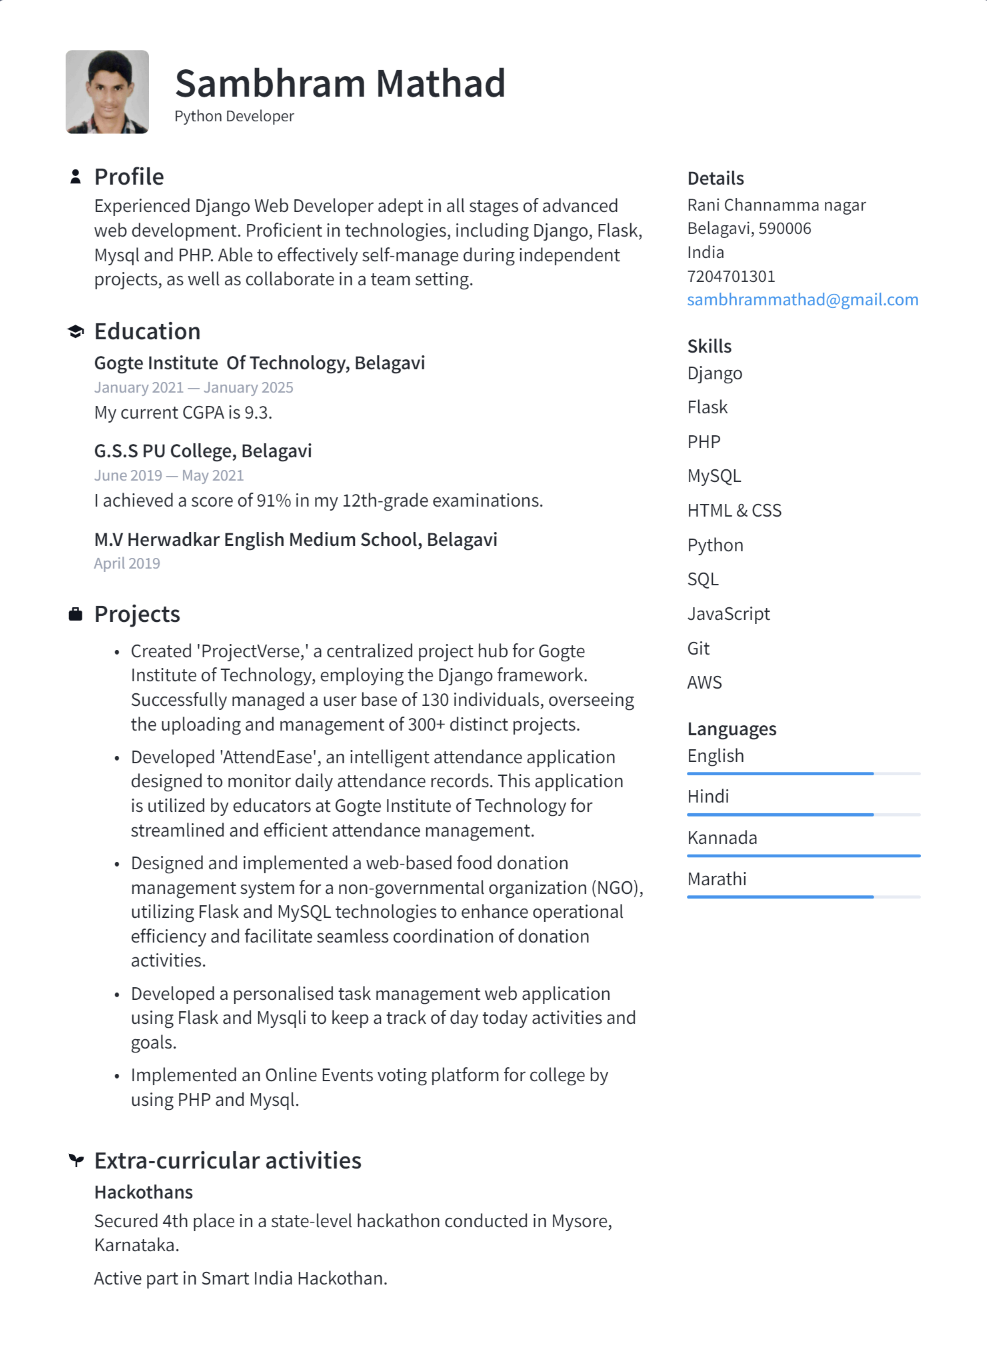 Sambhram Mathad
Python Developer
Profile
Experienced Django Web Developer adept in all stages of advanced
web development. Proficient in technologies, including Django, Flask,
Mysql and PHP. Able to effectively self-manage during independent
projects, as well as collaborate in a team setting.
Education
Gogte Institute  Of Technology, Belagavi
January 2021 — January 2025
My current CGPA is 9.3.
G.S.S PU College, Belagavi
June 2019 — May 2021
I achieved a score of 91% in my 12th-grade examinations.
M.V Herwadkar English Medium School, Belagavi
April 2019
Projects
• Created 'ProjectVerse,' a centralized project hub for Gogte
Institute of Technology, employing the Django framework.
Successfully managed a user base of 130 individuals, overseeing
the uploading and management of 300+ distinct projects.
• Developed 'AttendEase', an intelligent attendance application
designed to monitor daily attendance records. This application
is utilized by educators at Gogte Institute of Technology for
streamlined and efficient attendance management.
• Designed and implemented a web-based food donation
management system for a non-governmental organization (NGO),
utilizing Flask and MySQL technologies to enhance operational
efficiency and facilitate seamless coordination of donation
activities.
• Developed a personalised task management web application
using Flask and Mysqli to keep a track of day today activities and
goals.
• Implemented an Online Events voting platform for college by
using PHP and Mysql.
Extra-curricular activities
Hackothans
Secured 4th place in a state-level hackathon conducted in Mysore,
Karnataka.
Active part in Smart India Hackothan.
Details
Rani Channamma nagar
Belagavi, 590006
India
7204701301
sambhrammathad@gmail.com
Skills
Django
Flask
PHP
MySQL
HTML & CSS
Python
SQL
JavaScript
Git
AWS
Languages
English
Hindi
Kannada
Marathi